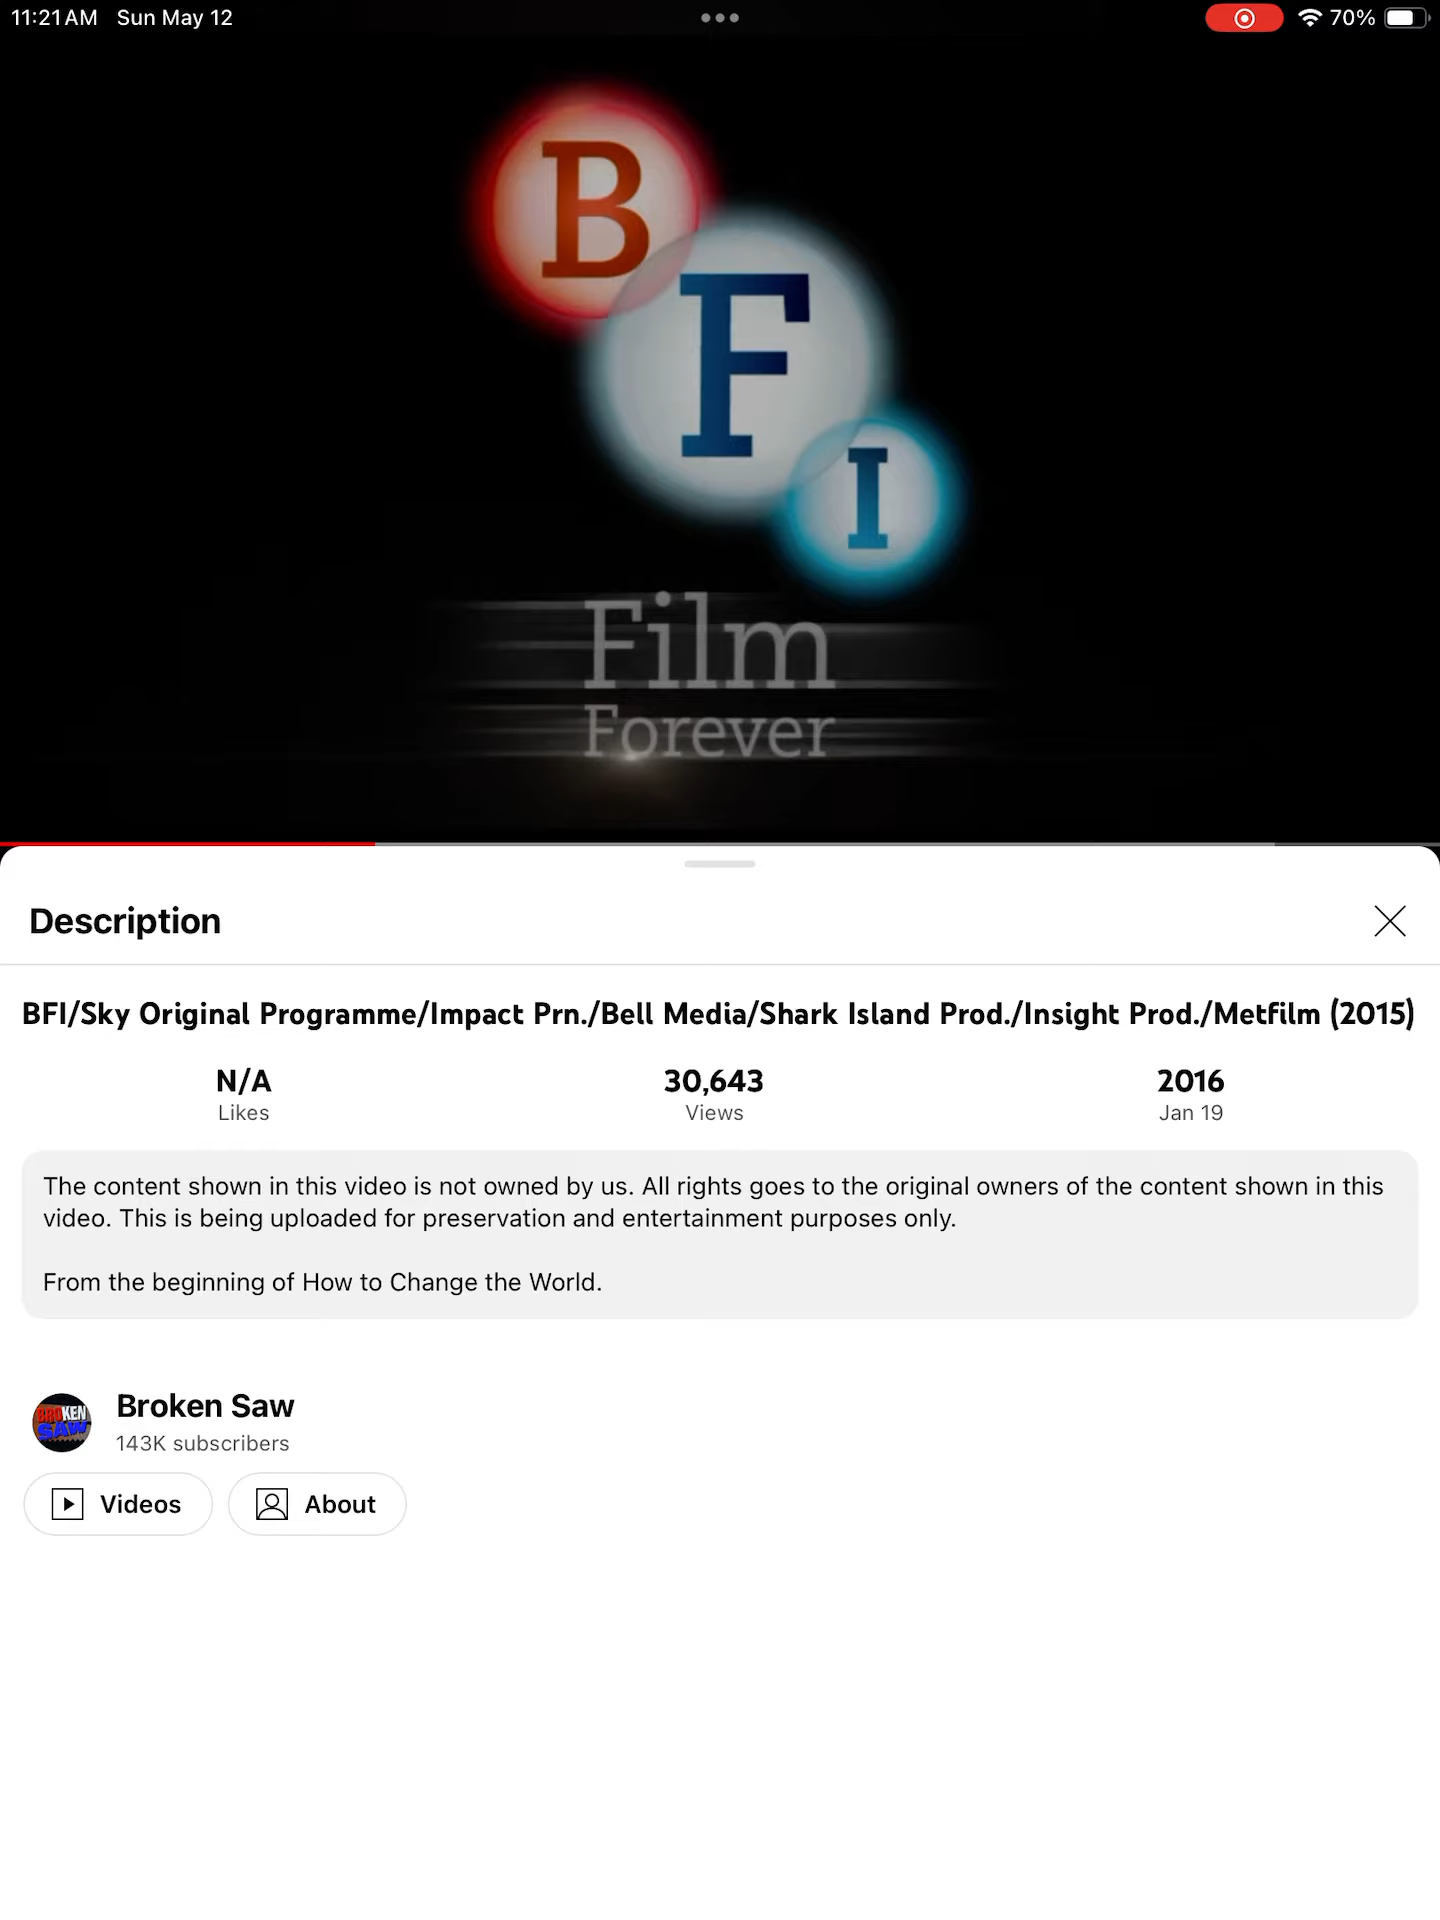 11:21 AM Sun May 12
70%
B
F
I
Film
Forever
Description
BFI/Sky Original Programme/Impact Prn./Bell Media/Shark Island Prod./Insight Prod./Metfilm (2015)
N/A 30,643 2016
Likes Views Jan 19
The content shown in this video is not owned by us. All rights goes to the original owners of the content shown in this
video. This is being uploaded for preservation and entertainment purposes only.
From the beginning of How to Change the World.
BROKEN
SAW
Broken Saw
143K subscribers
Videos About